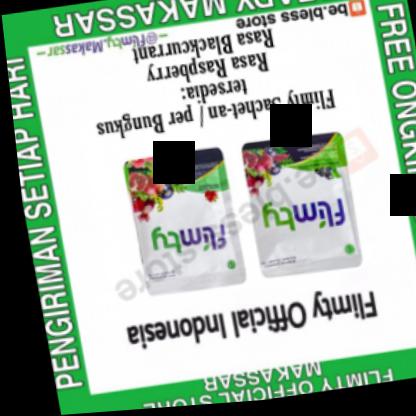 FLIMTY OFFICIAL STORE
MAKASSAR
Flimty Official Indonesia
flimty
flimty
be.bless store
Flimty Sachet-an / per Bungkus
tersedia:
Rasa Raspberry
Rasa Blackcurrant
be.bless store
@Flimty.Makassar
MAKASSAR
PENGIRIMAN SETIAP HARI
FREE